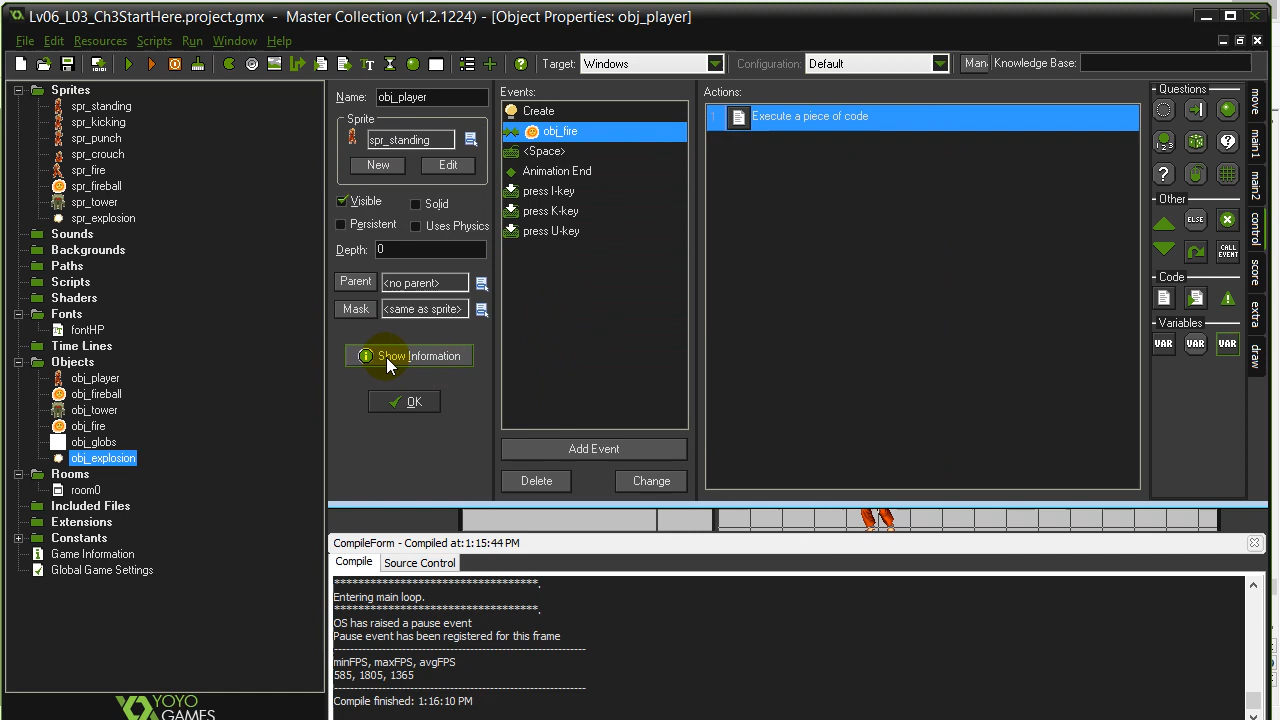 Lv06_L03_Ch3StartHere.project.gmx - Master Collection (v1.2.1224) - [Object Properties: obj_player]
File Edit Resources Scripts Run Window Help
Target: Windows Configuration: Default Man Knowledge Base:
Sprites
spr_standing
spr_kicking
spr_punch
spr_crouch
spr_fire
spr_fireball
spr_tower
spr_explosion
Sounds
Backgrounds
Paths
Scripts
Shaders
Fonts
fontHP
Time Lines
Objects
obj_player
obj_fireball
obj_tower
obj_fire
obj_globs
obj_explosion
Rooms
room0
Included Files
Extensions
Constants
Game Information
Global Game Settings
YOYO
GAMES
Name: obj_player
Sprite
spr_standing
New Edit
Visible Solid
Persistent Uses Physics
Depth: 0
Parent <no parent>
Mask <same as sprite>
Show Information
OK
Events:
Create
obj_fire
<Space>
Animation End
press I-key
press K-key
press U-key
Add Event
Delete Change
Actions:
1 Execute a piece of code
Questions
Other
ELSE
CALL
EVENT
Code
Variables
VAR VAR VAR
move
main1
main2
control
score
extra
draw
CompileForm - Compiled at:1:15:44 PM
Compile Source Control
***********************************.
Entering main loop.
***********************************.
OS has raised a pause event
Pause event has been registered for this frame
minFPS, maxFPS, avgFPS
585, 1805, 1365
Compile finished: 1:16:10 PM